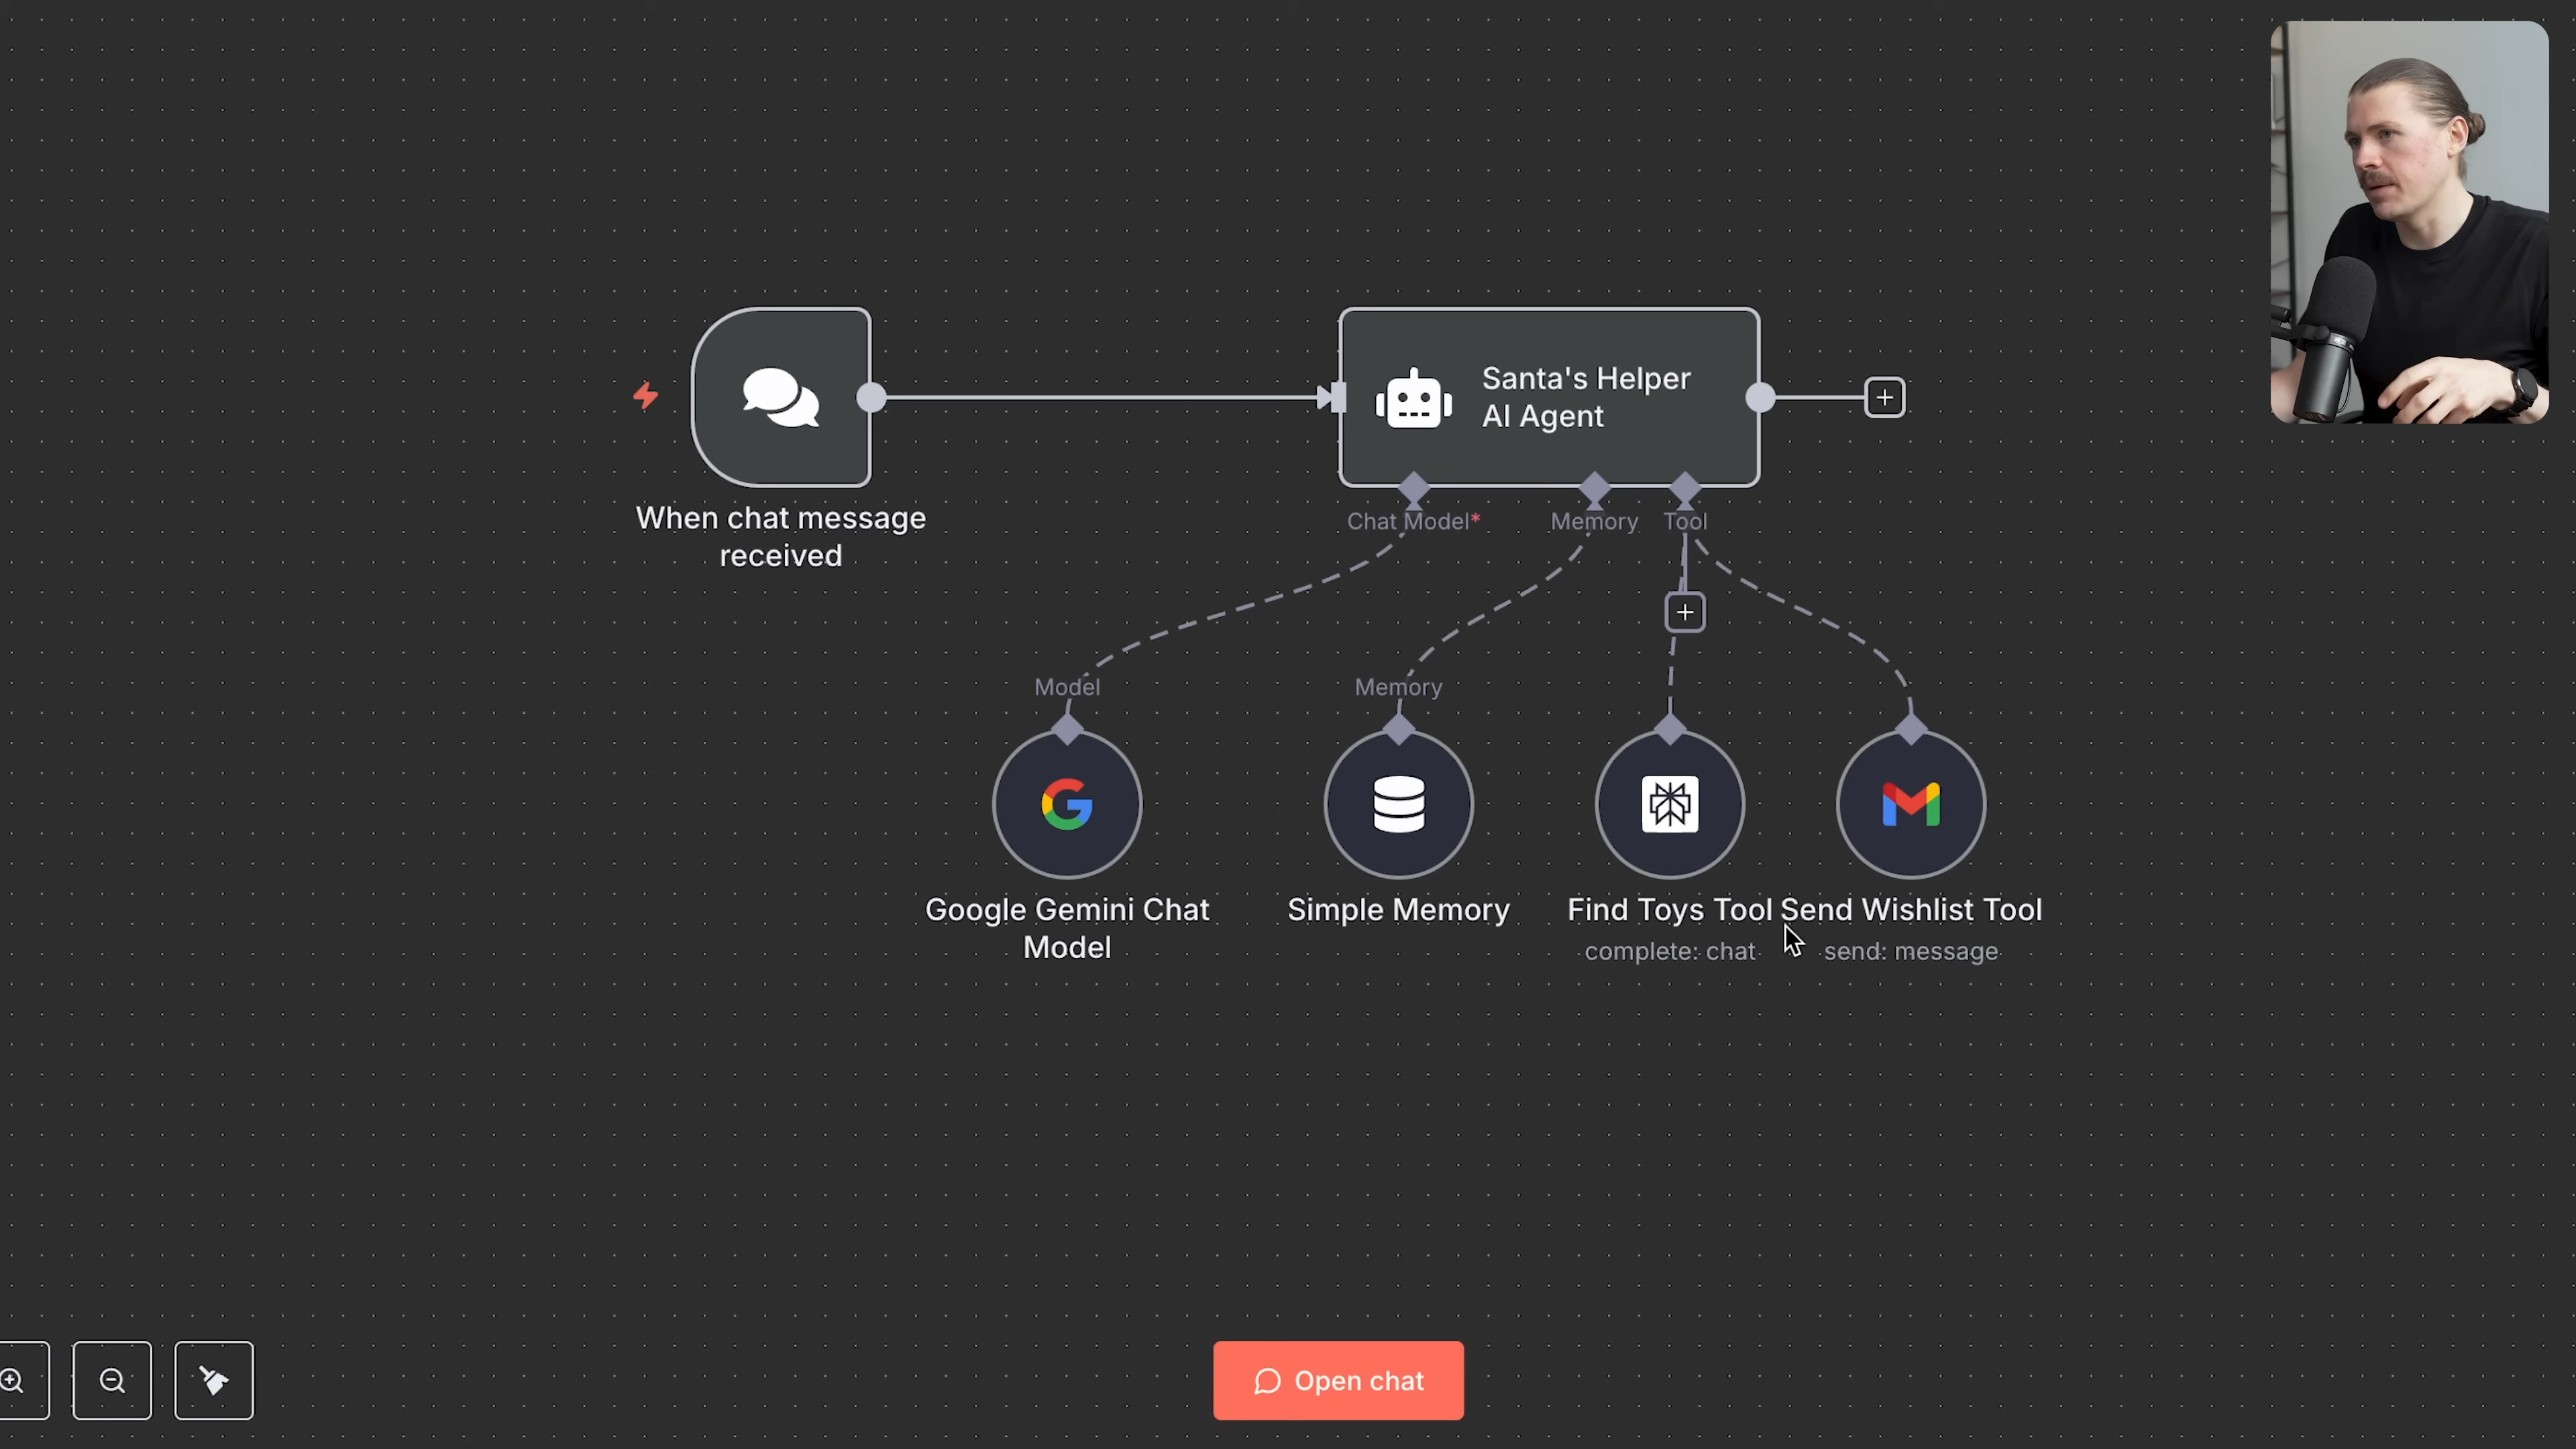 Santa's Helper
AI Agent
When chat message
received
Chat Model*
Memory
Tool
Model
Memory
Google Gemini Chat
Model
Simple Memory
Find Toys Tool
complete: chat
Send Wishlist Tool
send: message
Open chat